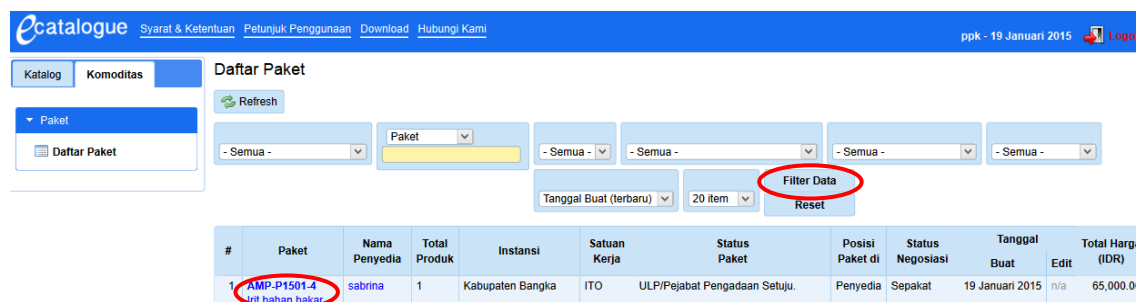 ecatalogue Syarat & Ketentuan Petunjuk Penggunaan Download Hubungi Kami ppk - 19 Januari 2015
Katalog Komoditas
Daftar Paket
Refresh
Paket
Daftar Paket
Paket
- Semua - - Semua - - Semua - - Semua - - Semua -
Filter Data
Tanggal Buat (terbaru) 20 item
Reset
# Paket Nama Penyedia Total Produk Instansi Satuan Kerja Status Paket Posisi Paket di Status Negosiasi Tanggal Buat Edit Total Harga (IDR)
1 AMP-P1501-4 sabrina 1 Kabupaten Bangka ITO ULP/Pejabat Pengadaan Setuju. Penyedia Sepakat 19 Januari 2015 n/a
Irit bahan bakar